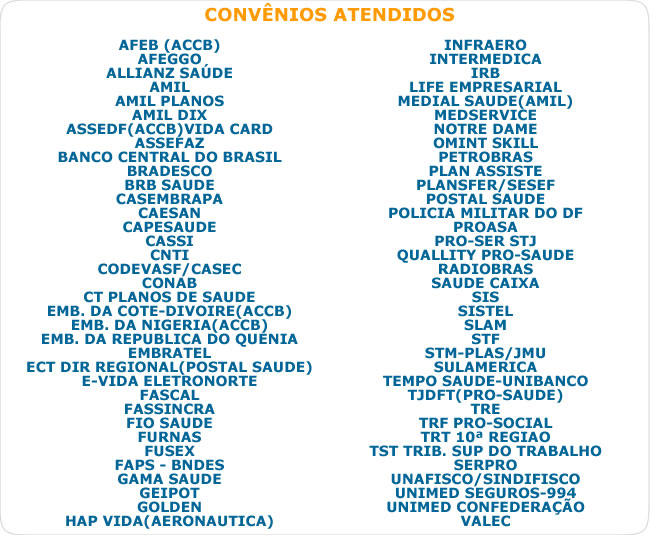 CONVÊNIOS ATENDIDOS
AFEB (ACCB)
AFEGGO
ALLIANZ SAÚDE
AMIL
AMIL PLANOS
AMIL DIX
ASSEDF(ACCB)VIDA CARD
ASSEFAZ
BANCO CENTRAL DO BRASIL
BRADESCO
BRB SAUDE
CASEMBRAPA
CAESAN
CAPESAUDE
CASSI
CNTI
CODEVASF/CASEC
CONAB
CT PLANOS DE SAUDE
EMB. DA COTE-DIVOIRE(ACCB)
EMB. DA NIGERIA(ACCB)
EMB. DA REPUBLICA DO QUÊNIA
EMBRATEL
ECT DIR REGIONAL(POSTAL SAUDE)
E-VIDA ELETRONORTE
FASCAL
FASSINCRA
FIO SAUDE
FURNAS
FUSEX
FAPS - BNDES
GAMA SAUDE
GEIPOT
GOLDEN
HAP VIDA(AERONAUTICA)
INFRAERO
INTERMEDICA
IRB
LIFE EMPRESARIAL
MEDIAL SAUDE(AMIL)
MEDSERVICE
NOTRE DAME
OMINT SKILL
PETROBRAS
PLAN ASSISTE
PLANSFER/SESEF
POSTAL SAUDE
POLICIA MILITAR DO DF
PROASA
PRO-SER STJ
QUALLITY PRO-SAUDE
RADIOBRAS
SAUDE CAIXA
SIS
SISTEL
SLAM
STF
STM-PLAS/JMU
SULAMERICA
TEMPO SAUDE-UNIBANCO
TJDFT(PRO-SAUDE)
TRE
TRF PRO-SOCIAL
TRT 10ª REGIAO
TST TRIB. SUP DO TRABALHO
SERPRO
UNAFISCO/SINDIFISCO
UNIMED SEGUROS-994
UNIMED CONFEDERAÇÃO
VALEC